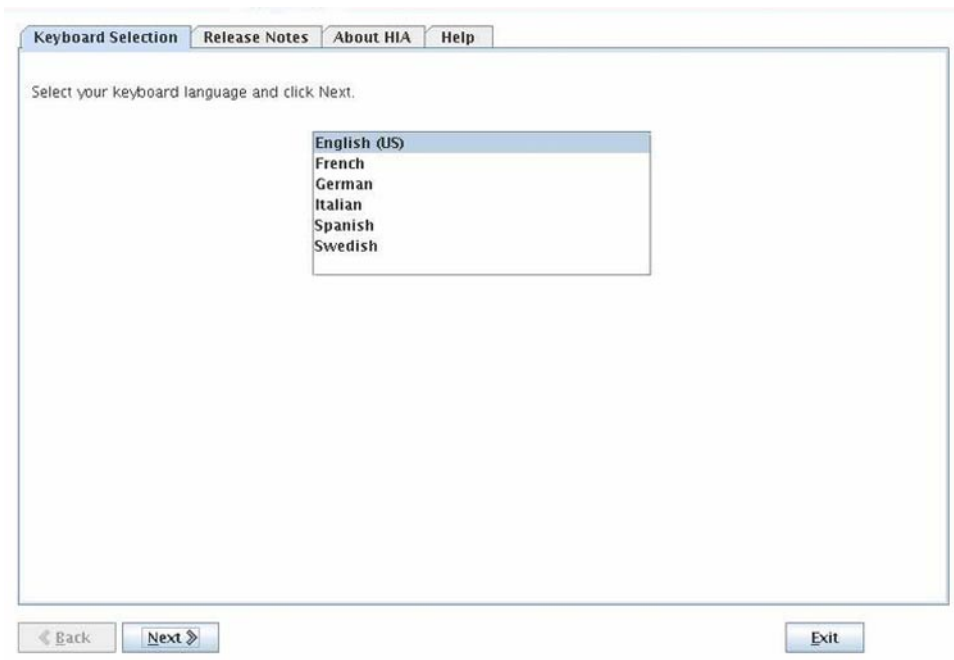 Keyboard Selection Release Notes About HIA Help
Select your keyboard language and click Next.
English (US)
French
German
Italian
Spanish
Swedish
Back Next Exit